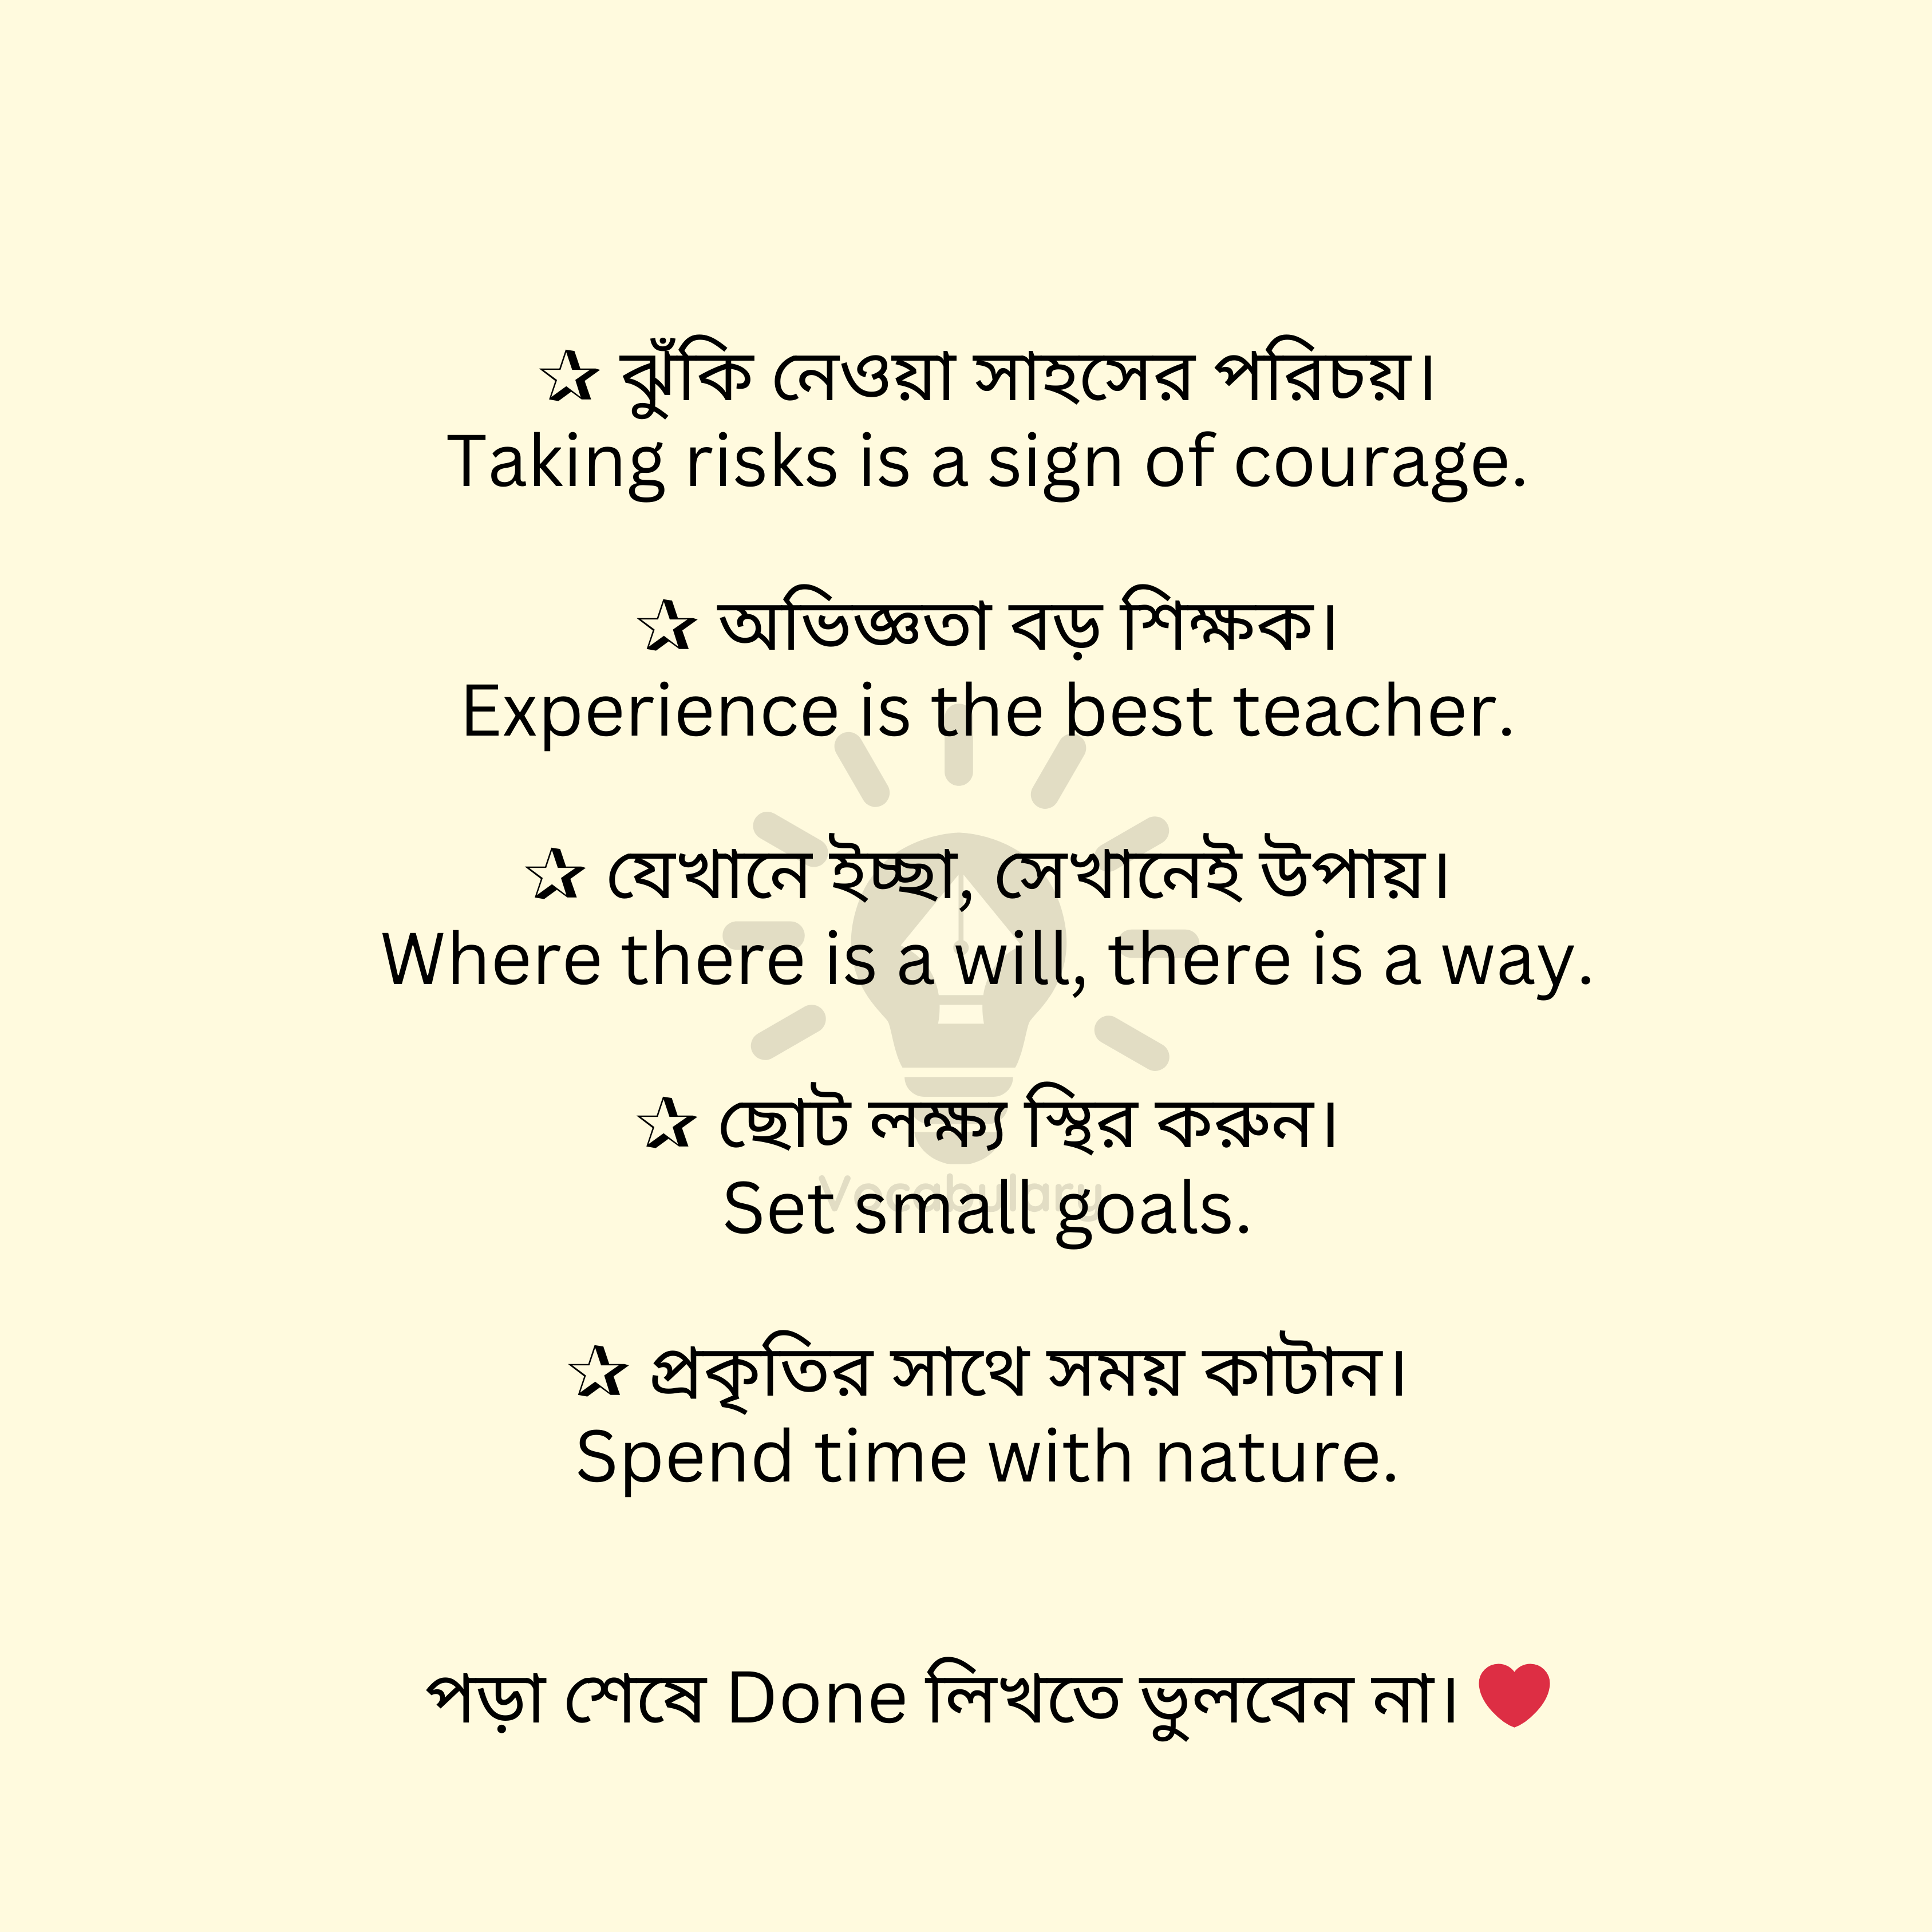 ☆ ঝুঁকি নেওয়া সাহসের পরিচয়।
Taking risks is a sign of courage.
☆ অভিজ্ঞতা বড় শিক্ষক।
Experience is the best teacher.
☆ যেখানে ইচ্ছা, সেখানেই উপায়।
Where there is a will, there is a way.
☆ ছোট লক্ষ্য স্থির করুন।
Vocabulary
Set small goals.
☆ প্রকৃতির সাথে সময় কাটান।
Spend time with nature.
পড়া শেষে Done লিখতে ভুলবেন না। ❤️